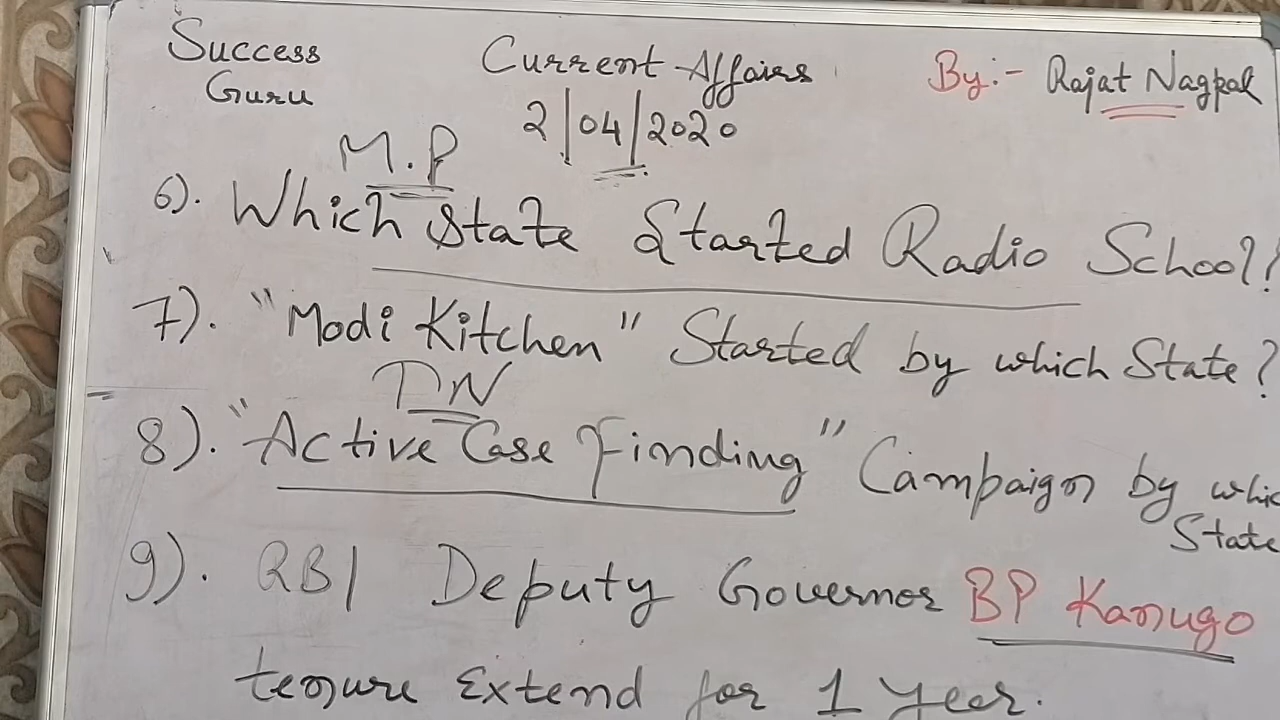 Success Guru
Current Affairs
By:- Rajat Nagpal
2/04/2020
M.P
6). Which State Started Radio School?
7). "Modi Kitchen" Started by which State?
TN
8). "Active Case Finding" Campaign by whic
State
9). RBI Deputy Governor BP Kanugo
tenure Extend for 1 Year.